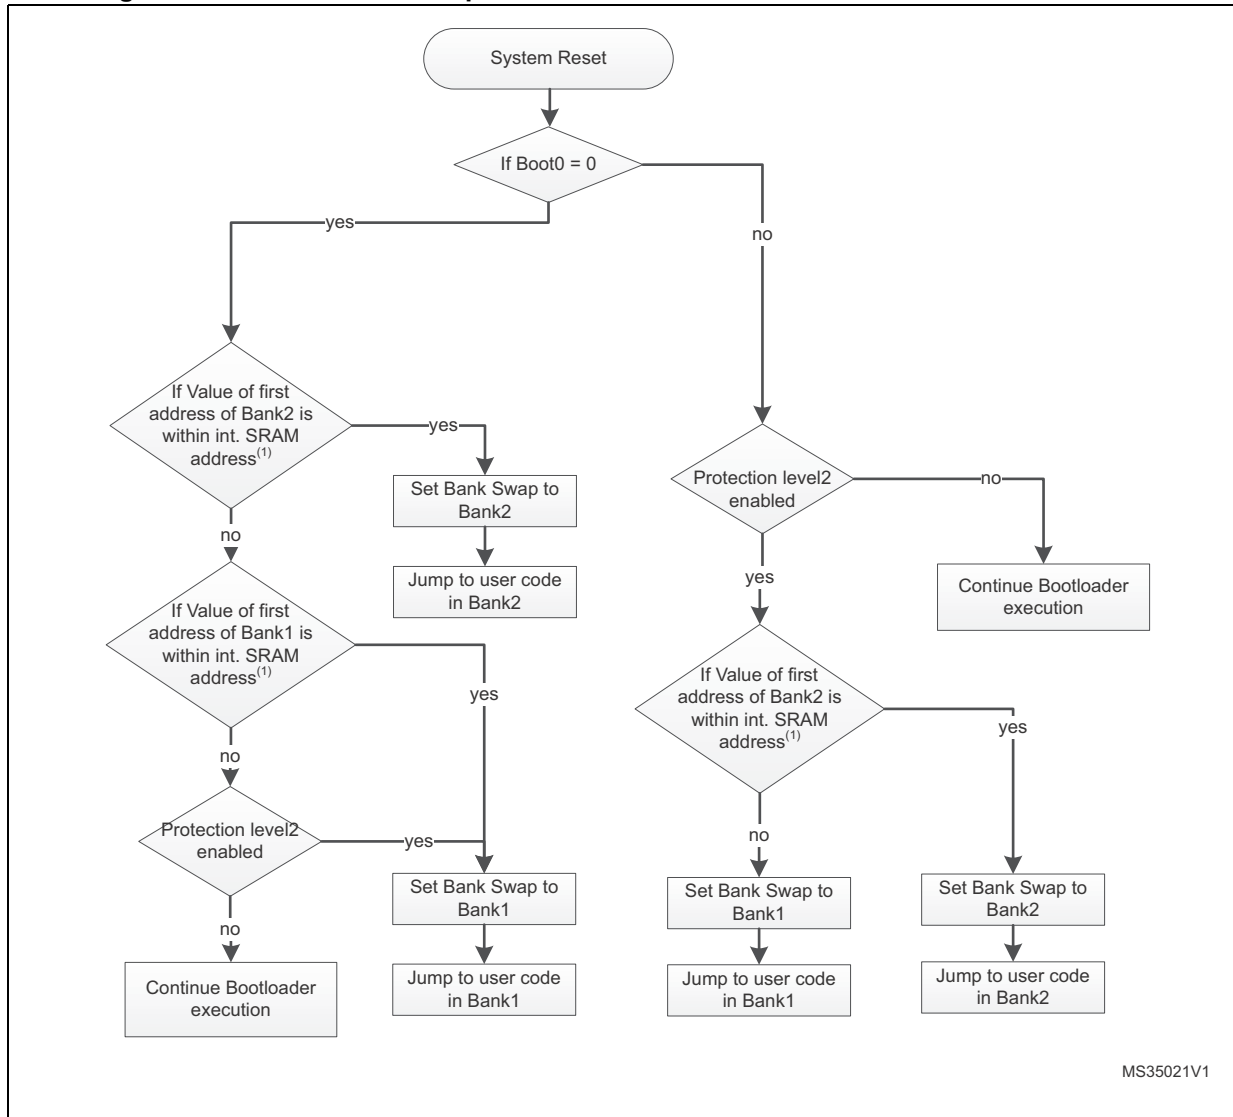 System Reset
If Boot0 = 0
yes
no
If Value of first
address of Bank2 is
within int. SRAM
address(1)
yes
Set Bank Swap to
Bank2
Jump to user code
in Bank2
no
If Value of first
address of Bank1 is
within int. SRAM
address(1)
yes
no
Protection level2
enabled
yes
Set Bank Swap to
Bank1
Jump to user code
in Bank1
no
Continue Bootloader
execution
Protection level2
enabled
no
Continue Bootloader
execution
yes
If Value of first
address of Bank2 is
within int. SRAM
address(1)
yes
no
Set Bank Swap to
Bank1
Jump to user code
in Bank1
Set Bank Swap to
Bank2
Jump to user code
in Bank2
MS35021V1